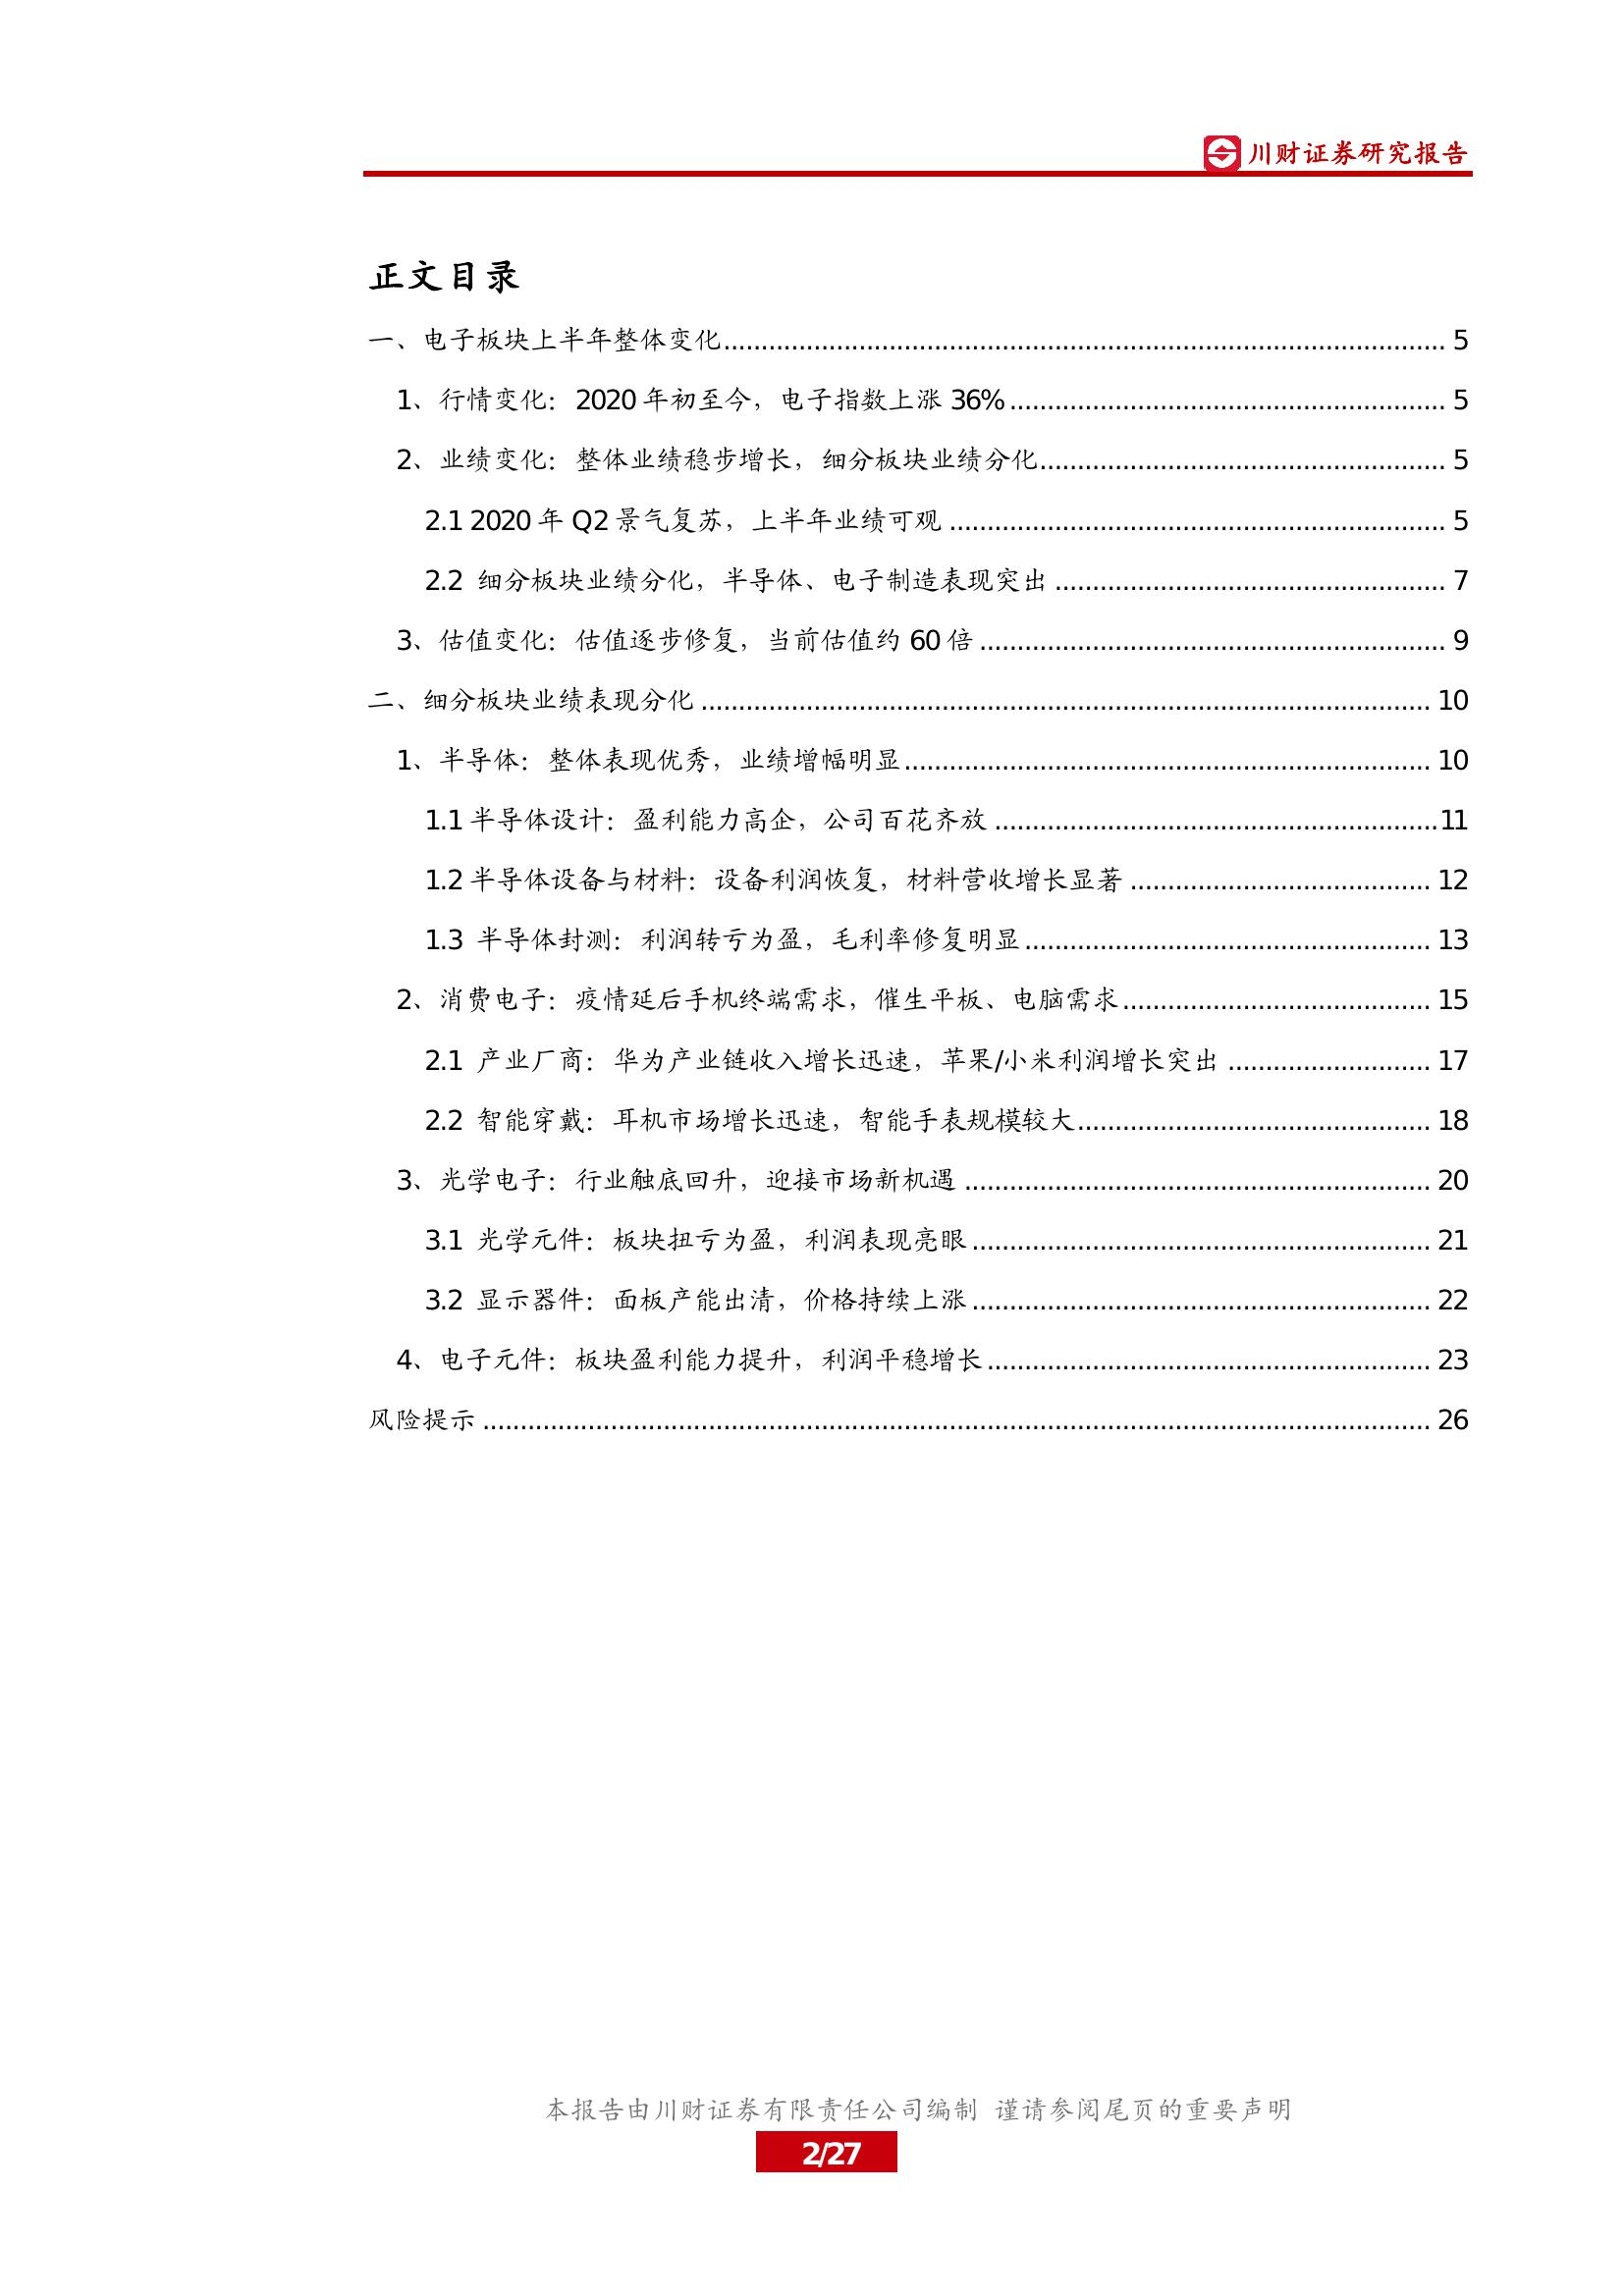 川财证券研究报告
正文目录
一、电子板块上半年整体变化........................ 5
1、行情变化：2020 年初至今，电子指数上涨 36%........................ 5
2、业绩变化：整体业绩稳步增长，细分板块业绩分化........................ 5
2.1 2020 年 Q2 景气复苏，上半年业绩可观........................ 5
2.2 细分板块业绩分化，半导体、电子制造表现突出........................ 7
3、估值变化：估值逐步修复，当前估值约 60 倍........................ 9
二、细分板块业绩表现分化........................ 10
1、半导体：整体表现优秀，业绩增幅明显........................ 10
1.1 半导体设计：盈利能力高企，公司百花齐放........................ 11
1.2 半导体设备与材料：设备利润恢复，材料营收增长显著........................ 12
1.3 半导体封测：利润转亏为盈，毛利率修复明显........................ 13
2、消费电子：疫情延后手机终端需求，催生平板、电脑需求........................ 15
2.1 产业厂商：华为产业链收入增长迅速，苹果/小米利润增长突出........................ 17
2.2 智能穿戴：耳机市场增长迅速，智能手表规模较大........................ 18
3、光学电子：行业触底回升，迎接市场新机遇........................ 20
3.1 光学元件：板块扭亏为盈，利润表现亮眼........................ 21
3.2 显示器件：面板产能出清，价格持续上涨........................ 22
4、电子元件：板块盈利能力提升，利润平稳增长........................ 23
风险提示........................ 26
本报告由川财证券有限责任公司编制 谨请参阅尾页的重要声明
2/27